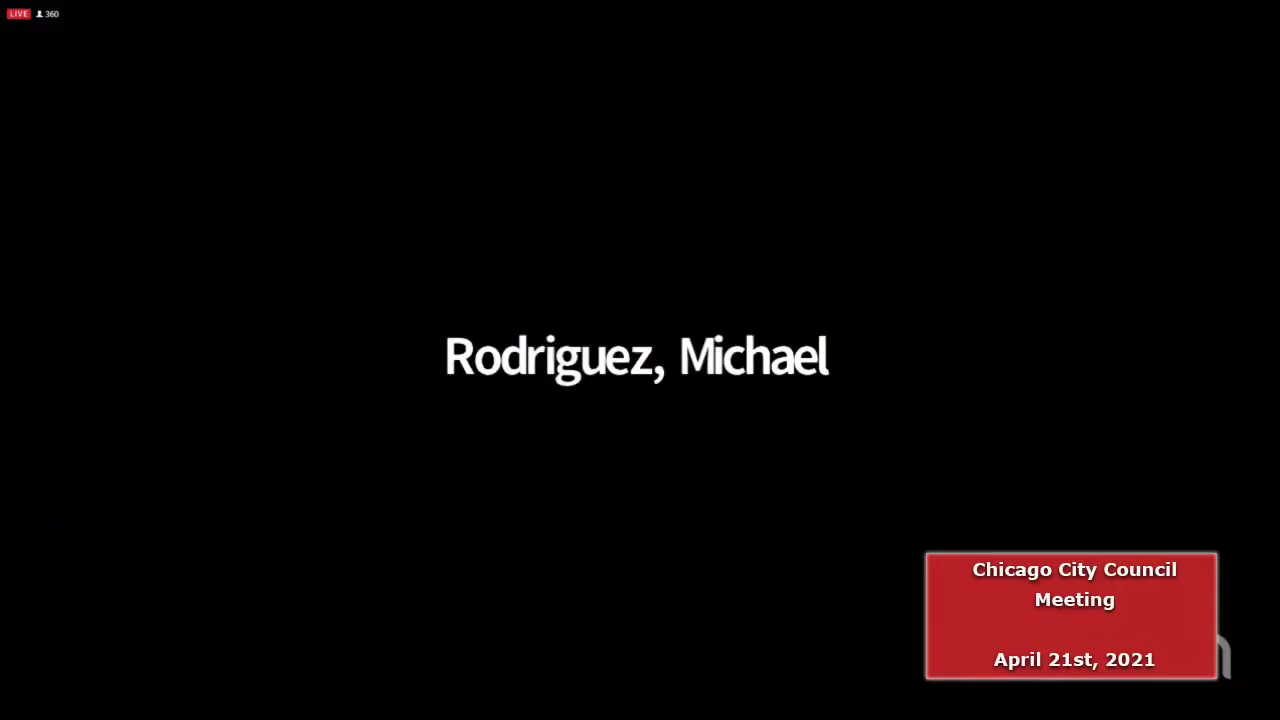 LIVE 360
Rodriguez, Michael
Chicago City Council
Meeting
April 21st, 2021